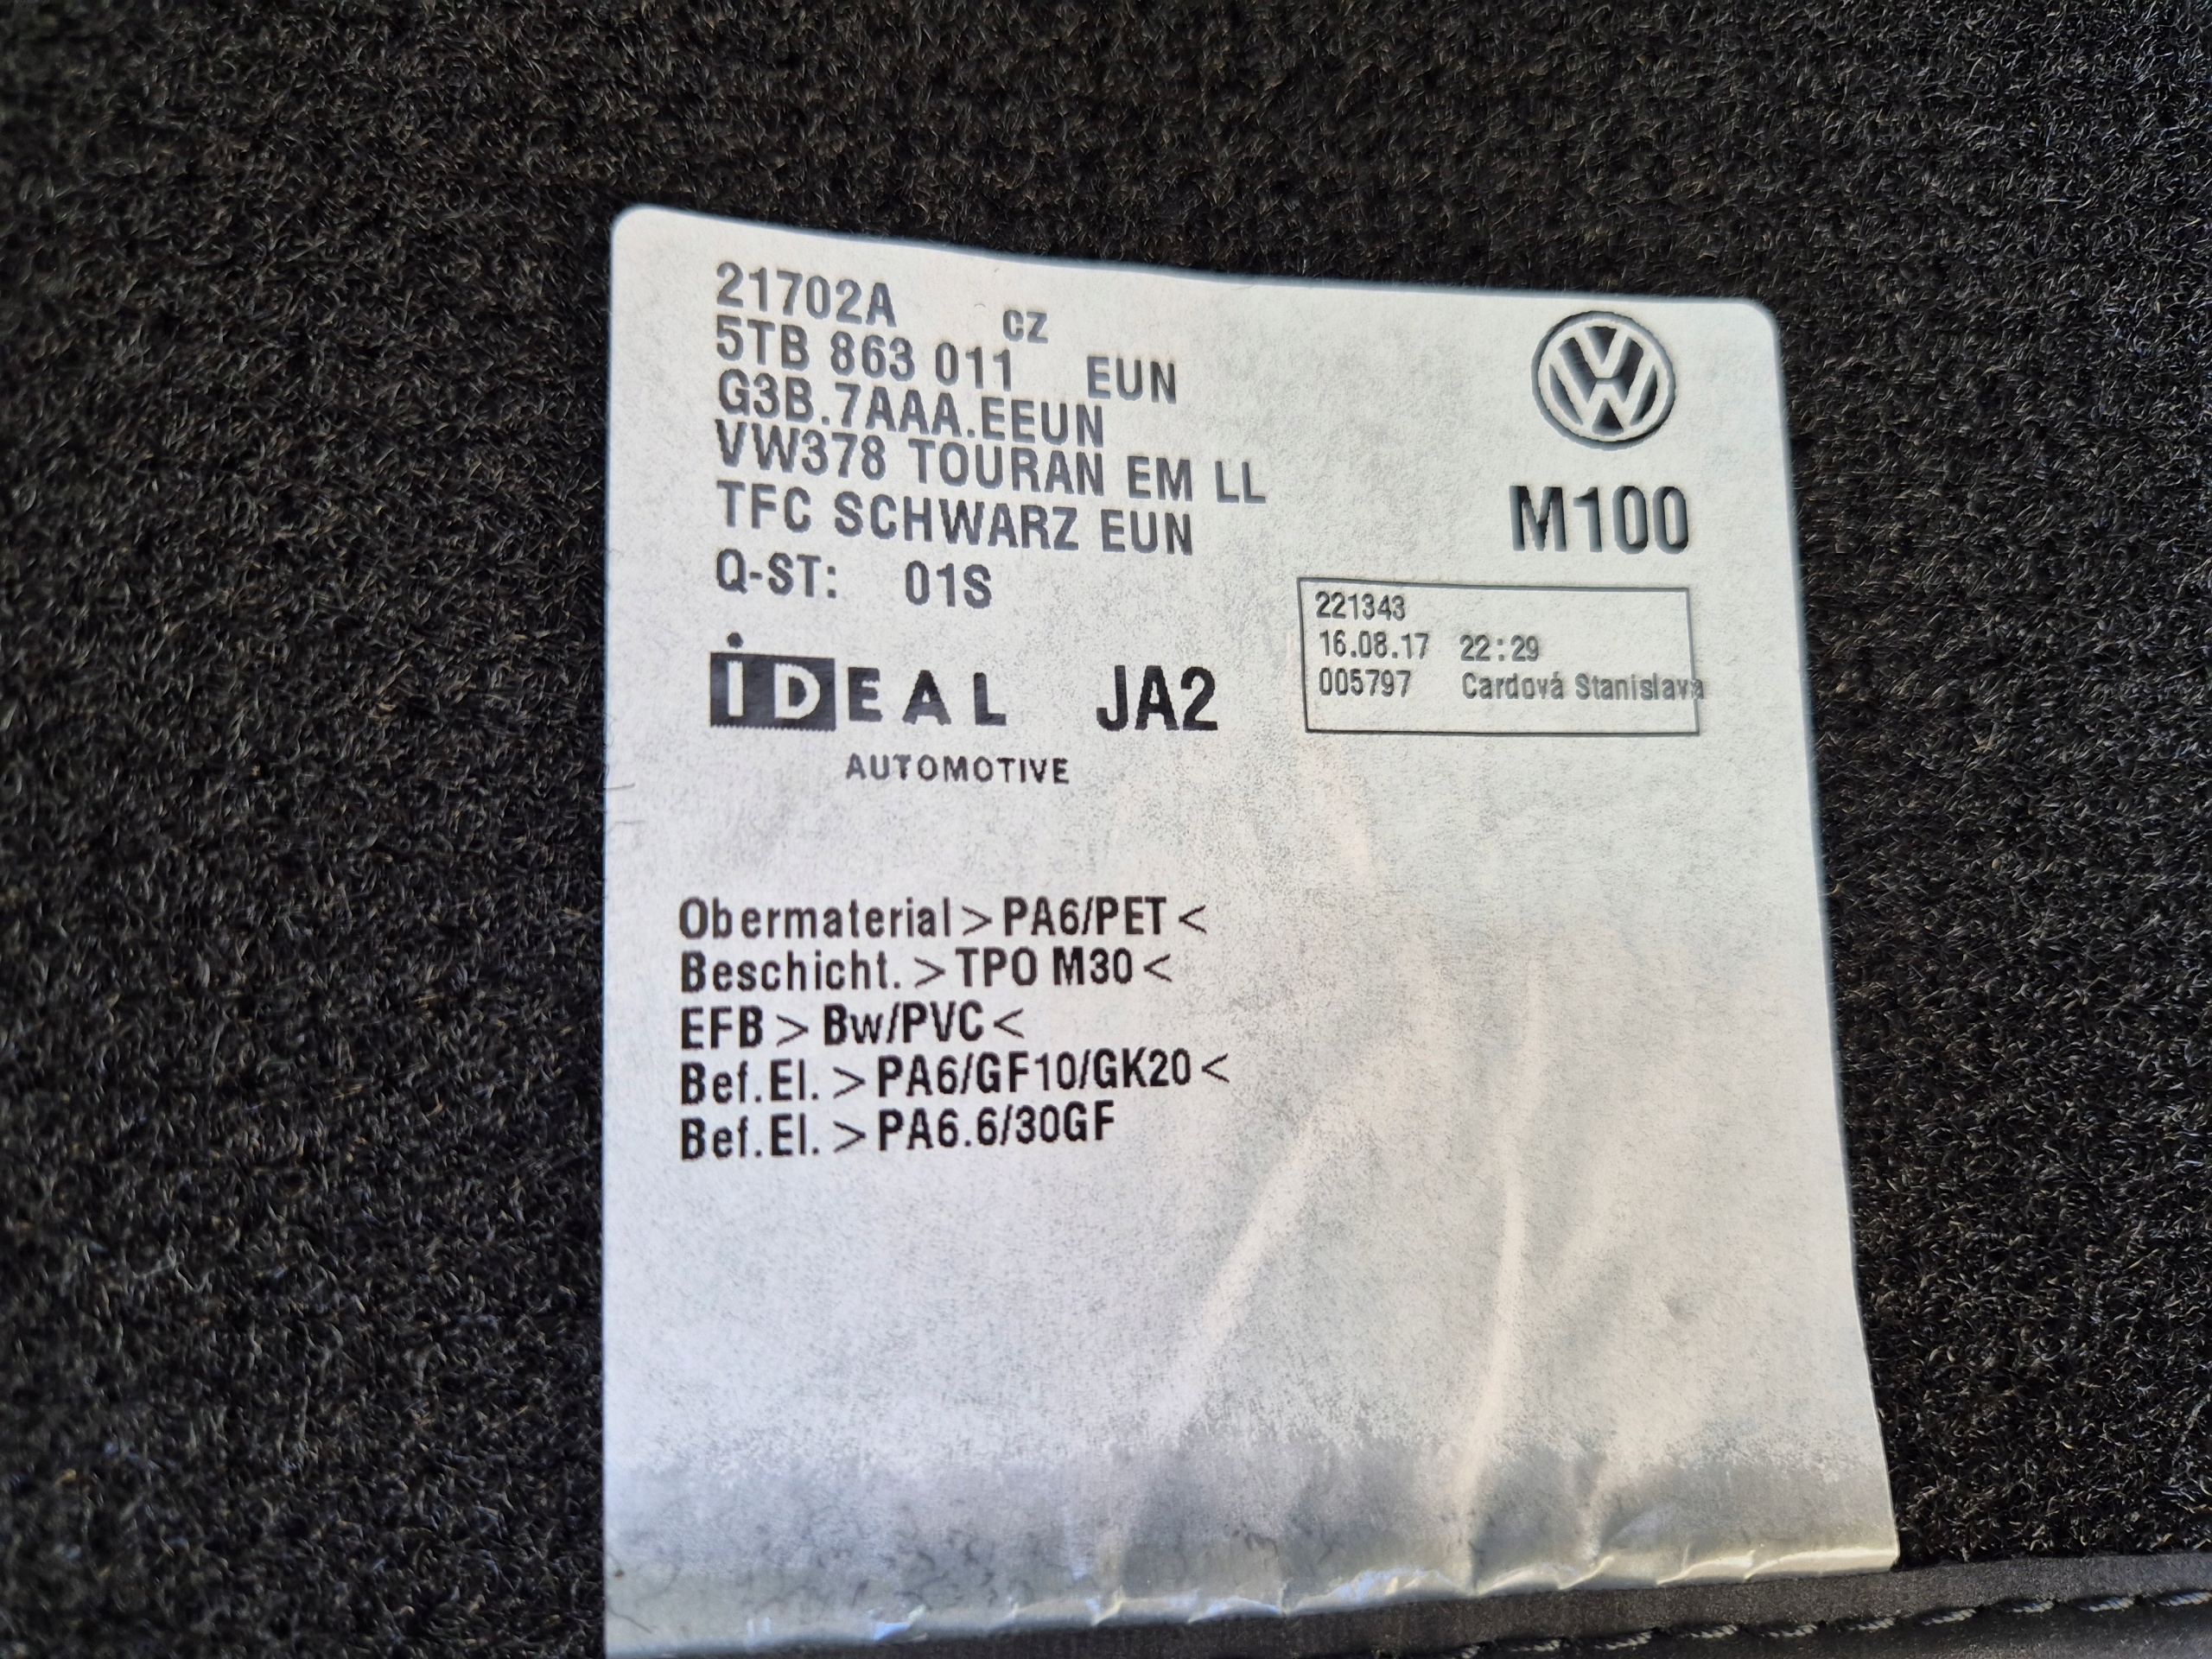 21702A CZ
5TB 863 011 EUN
G3B.7AAA.EEUN
VW378 TOURAN EM LL
TFC SCHWARZ EUN
Q-ST: 01S
VW
M100
221343
16.08.17 22:29
005797 Cardová Stanislava
iDEAL JA2
AUTOMOTIVE
Obermaterial > PA6/PET <
Beschicht. > TPO M30 <
EFB > Bw/PVC <
Bef.El. > PA6/GF10/GK20 <
Bef.El. > PA6.6/30GF